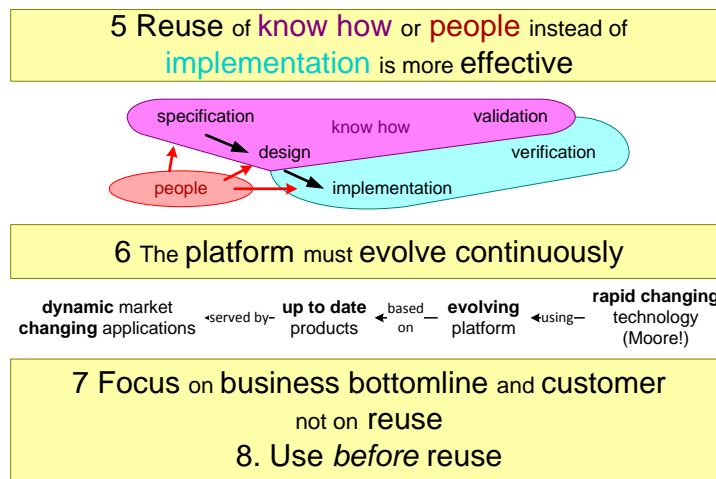 5 Reuse of know how or people instead of
implementation is more effective
specification
know how
validation
design
verification
people
implementation
6 The platform must evolve continuously
dynamic market
changing applications
served by
up to date
products
based
on
evolving
platform
using
rapid changing
technology
(Moore!)
7 Focus on business bottomline and customer
not on reuse
8. Use before reuse